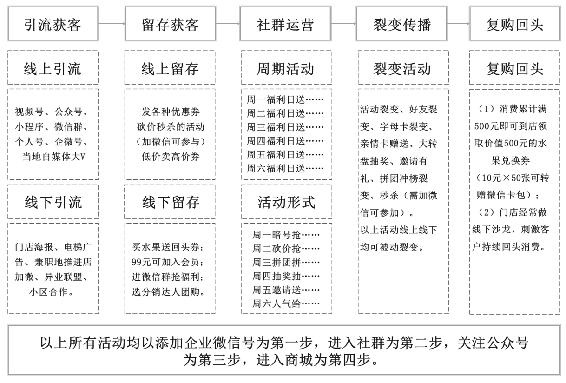 引流获客
留存获客
社群运营
裂变传播
复购回头
线上引流
视频号、公众号、
小程序、微信群、
个人号、企微号、
当地自媒体大V
线下引流
门店海报、电梯广
告、兼职地推进店
加微、异业联盟、
小区合作。
线上留存
发各种优惠券
砍价秒杀的活动
(加微信可参与)
低价卖高价券
线下留存
买水果送回头券；
99元可加入会员；
进微信群抢福利；
选分销达人团购。
周期活动
周一福利日送……
周二福利日送……
周三福利日送……
周四福利日送……
周五福利日送……
周六福利日送……
活动形式
周一暗号抢……
周二砍价抢……
周三拼团拼……
周四抽奖抽……
周五邀请送……
周六人气给……
裂变活动
活动裂变、好友裂
变、字母卡裂变、
亲情卡赠送、大转
盘抽奖、邀请有
礼、拼团冲榜裂
变、秒杀（需加微
信可参加）。
以上活动线上线下
均可被动裂变。
复购回头
（1）消费累计满
500元即可到店领
取价值500元的水
果兑换券
(10元×50张可转
赠微信卡包)；
（2）门店经常做
线下沙龙，刺激客
户持续回头消费。
以上所有活动均以添加企业微信号为第一步，进入社群为第二步，关注公众号
为第三步，进入商城为第四步。